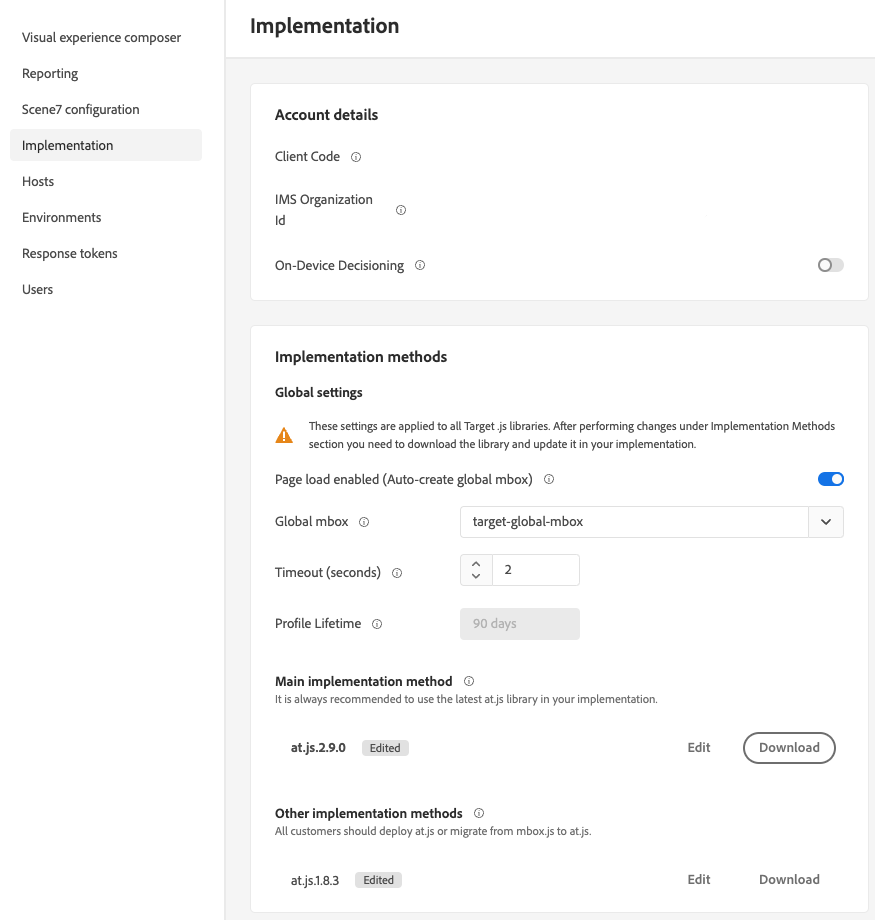 Implementation
Visual experience composer
Reporting
Scene7 configuration
Implementation
Hosts
Environments
Response tokens
Users
Account details
Client Code
IMS Organization
Id
On-Device Decisioning
Implementation methods
Global settings
These settings are applied to all Target .js libraries. After performing changes under Implementation Methods
section you need to download the library and update it in your implementation.
Page load enabled (Auto-create global mbox)
Global mbox target-global-mbox
Timeout (seconds) 2
Profile Lifetime 90 days
Main implementation method
It is always recommended to use the latest at.js library in your implementation.
at.js.2.9.0 Edited Edit Download
Other implementation methods
All customers should deploy at.js or migrate from mbox.js to at.js.
at.js.1.8.3 Edited Edit Download